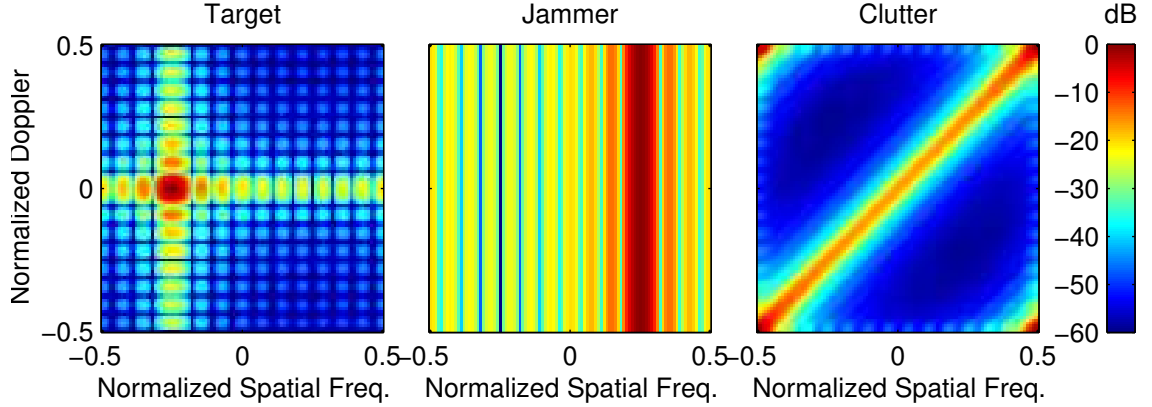 Target Jammer Clutter dB
0.5 0
−10
−20
Normalized Doppler 0 −30
−40
−50
−0.5 −60
−0.5 0 0.5 −0.5 0 0.5 −0.5 0 0.5
Normalized Spatial Freq. Normalized Spatial Freq. Normalized Spatial Freq.